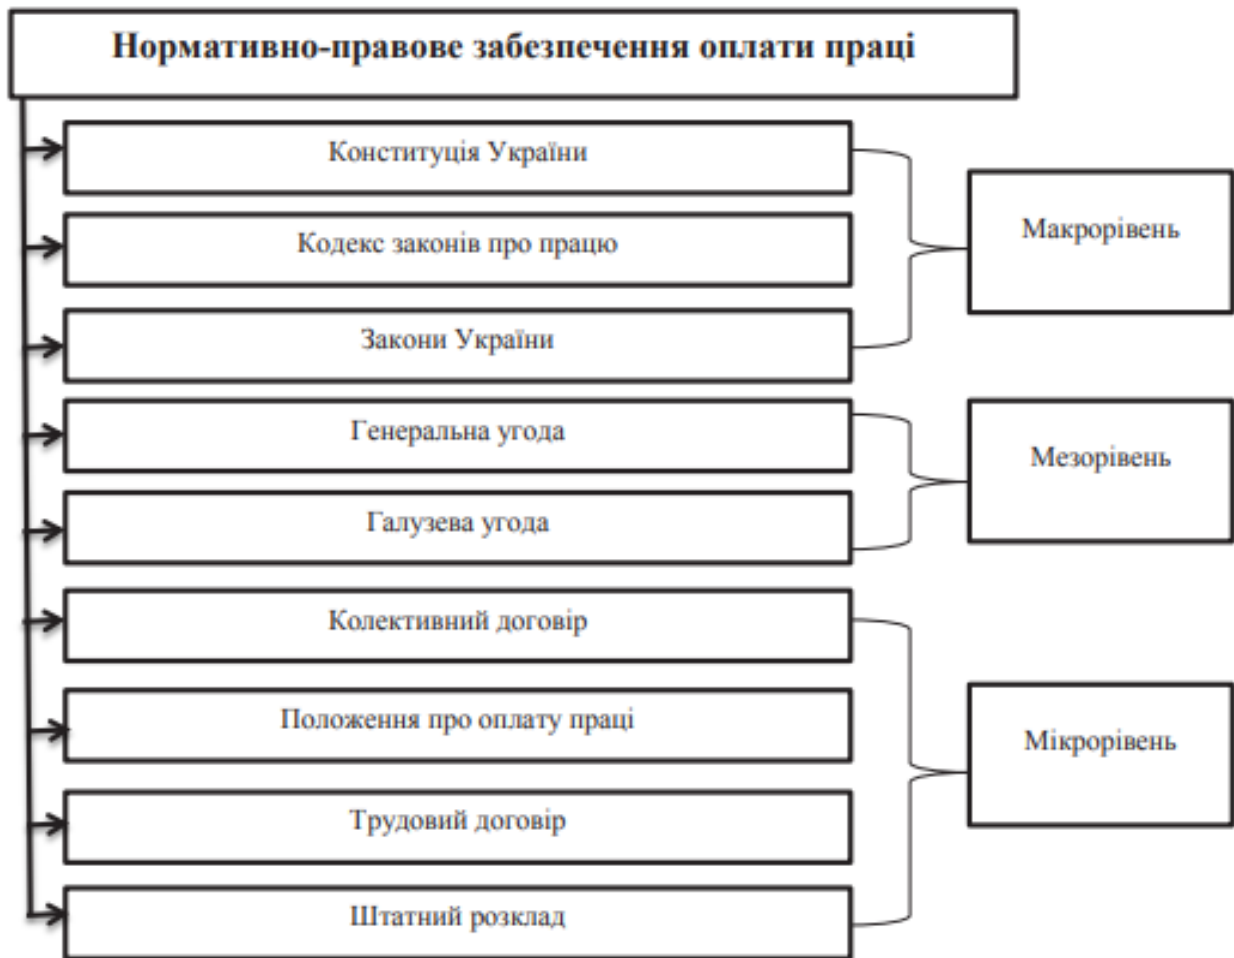 Нормативно-правове забезпечення оплати праці
Конституція України
Кодекс законів про працю
Закони України
Макрорівень
Генеральна угода
Галузева угода
Мезорівень
Колективний договір
Положення про оплату праці
Трудовий договір
Штатний розклад
Мікрорівень